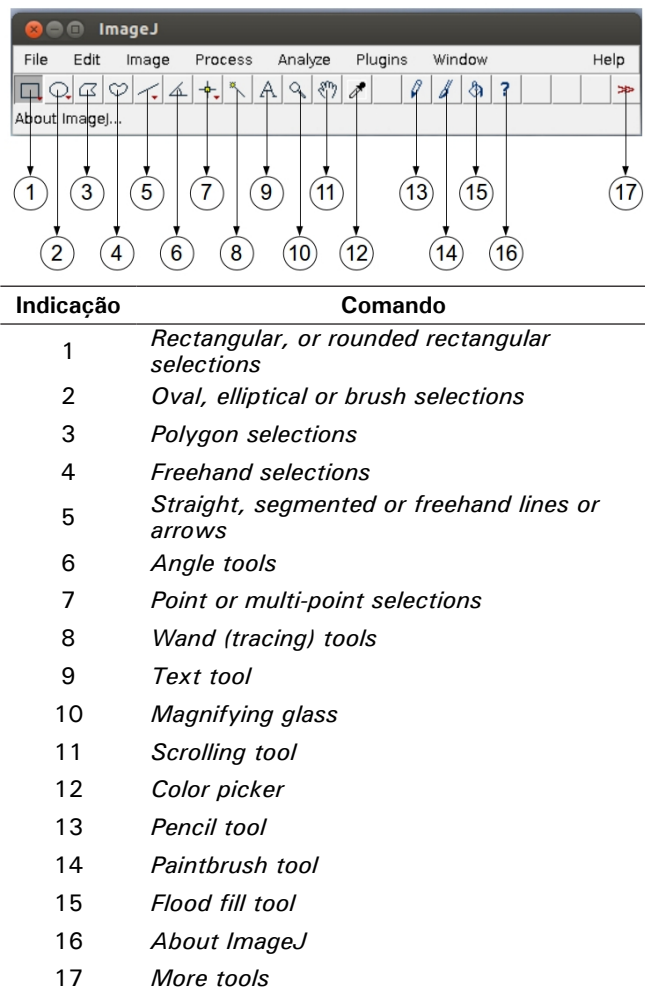 ImageJ
File Edit Image Process Analyze Plugins Window Help
?
About ImageJ...
1 3 5 7 9 11 13 15 17
2 4 6 8 10 12 14 16
Indicação Comando
1 Rectangular, or rounded rectangular
selections
2 Oval, elliptical or brush selections
3 Polygon selections
4 Freehand selections
5 Straight, segmented or freehand lines or
arrows
6 Angle tools
7 Point or multi-point selections
8 Wand (tracing) tools
9 Text tool
10 Magnifying glass
11 Scrolling tool
12 Color picker
13 Pencil tool
14 Paintbrush tool
15 Flood fill tool
16 About ImageJ
17 More tools